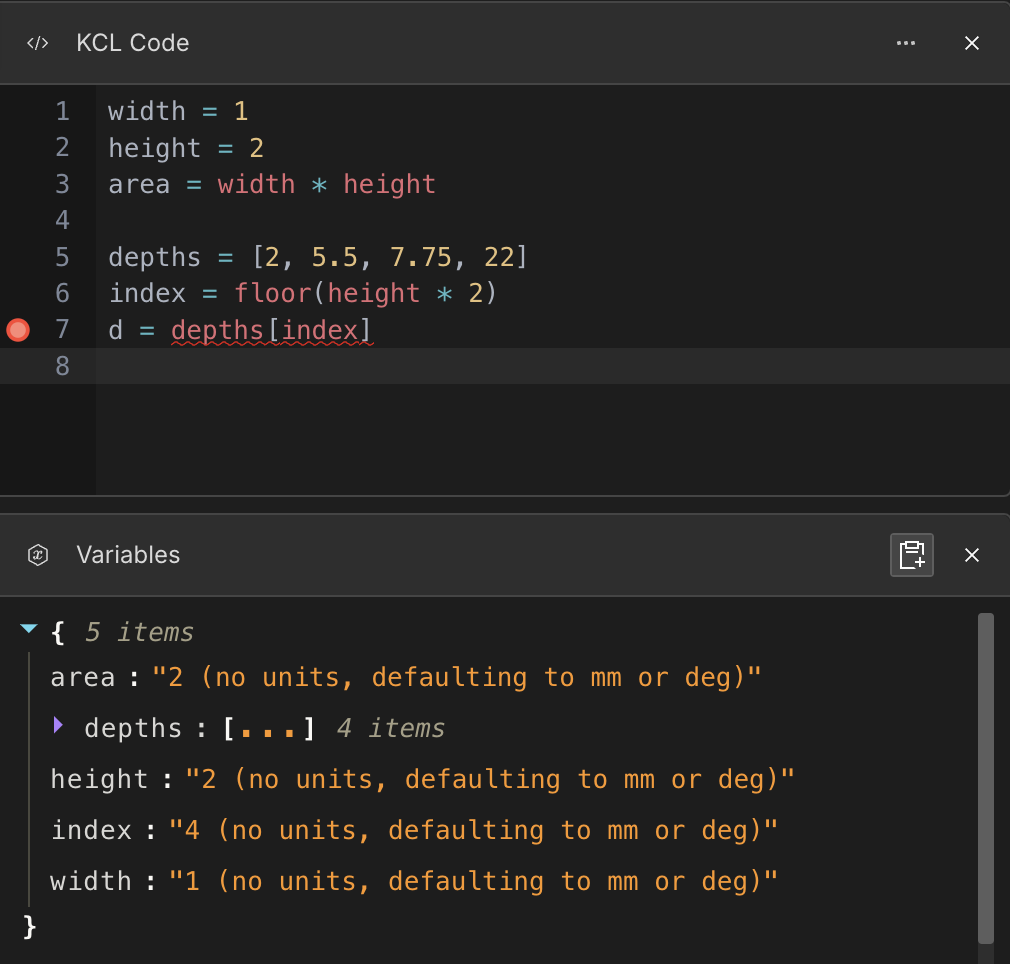 </> KCL Code ...
1 width = 1
2 height = 2
3 area = width * height
4
5 depths = [2, 5.5, 7.75, 22]
6 index = floor(height * 2)
7 d = depths[index]
8
Variables
{ 5 items
area : "2 (no units, defaulting to mm or deg)"
depths : [...] 4 items
height : "2 (no units, defaulting to mm or deg)"
index : "4 (no units, defaulting to mm or deg)"
width : "1 (no units, defaulting to mm or deg)"
}